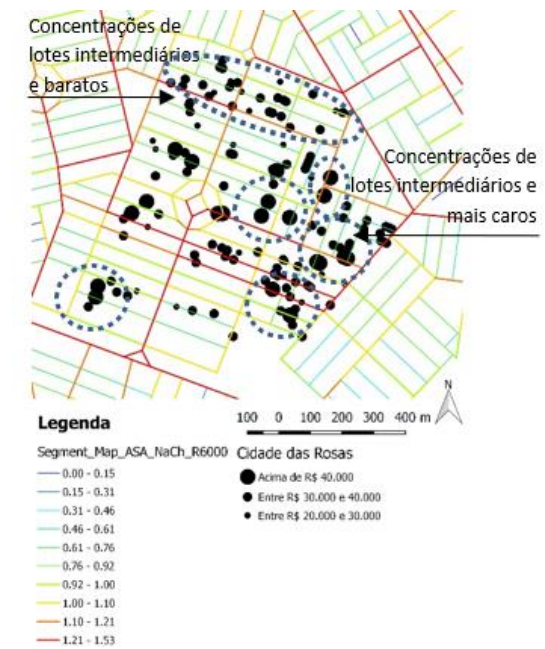 Concentrações de
lotes intermediários
e baratos
Concentrações de
lotes intermediários e
mais caros
N
100 0 100 200 300 400 m
Legenda
Segment_Map_ASA_NaCh_R6000
0.00 - 0.15
0.15 - 0.31
0.31 - 0.46
0.46 - 0.61
0.61 - 0.76
0.76 - 0.92
0.92 - 1.00
1.00 - 1.10
1.10 - 1.21
1.21 - 1.53
Cidade das Rosas
Acima de R$ 40.000
Entre R$ 30.000 e 40.000
Entre R$ 20.000 e 30.000